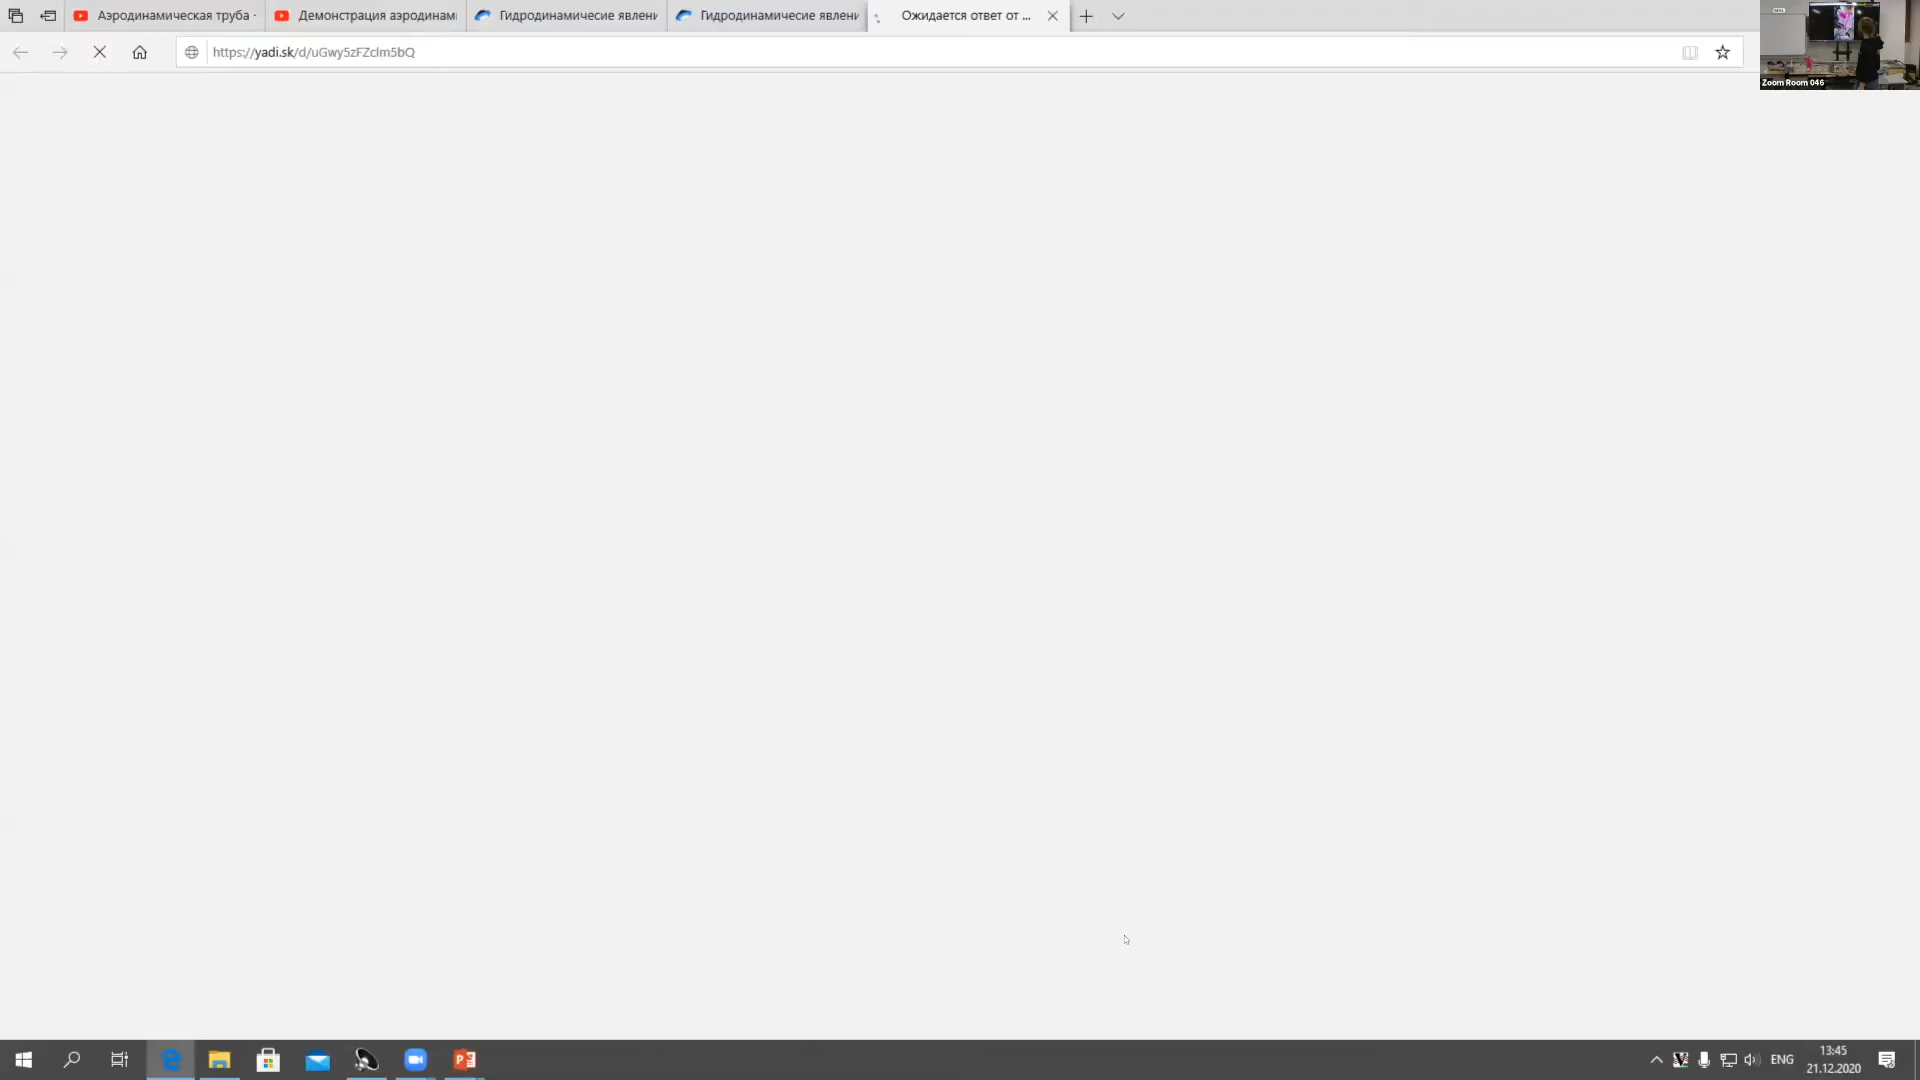 Аэродинамическая труба -
Демонстрация аэродинам
Гидродинамичесие явлени
Гидродинамичесие явлени
Ожидается ответ от ...
https://yadi.sk/d/uGwy5zFZclm5bQ
Zoom Room 046
ENG
13:45
21.12.2020